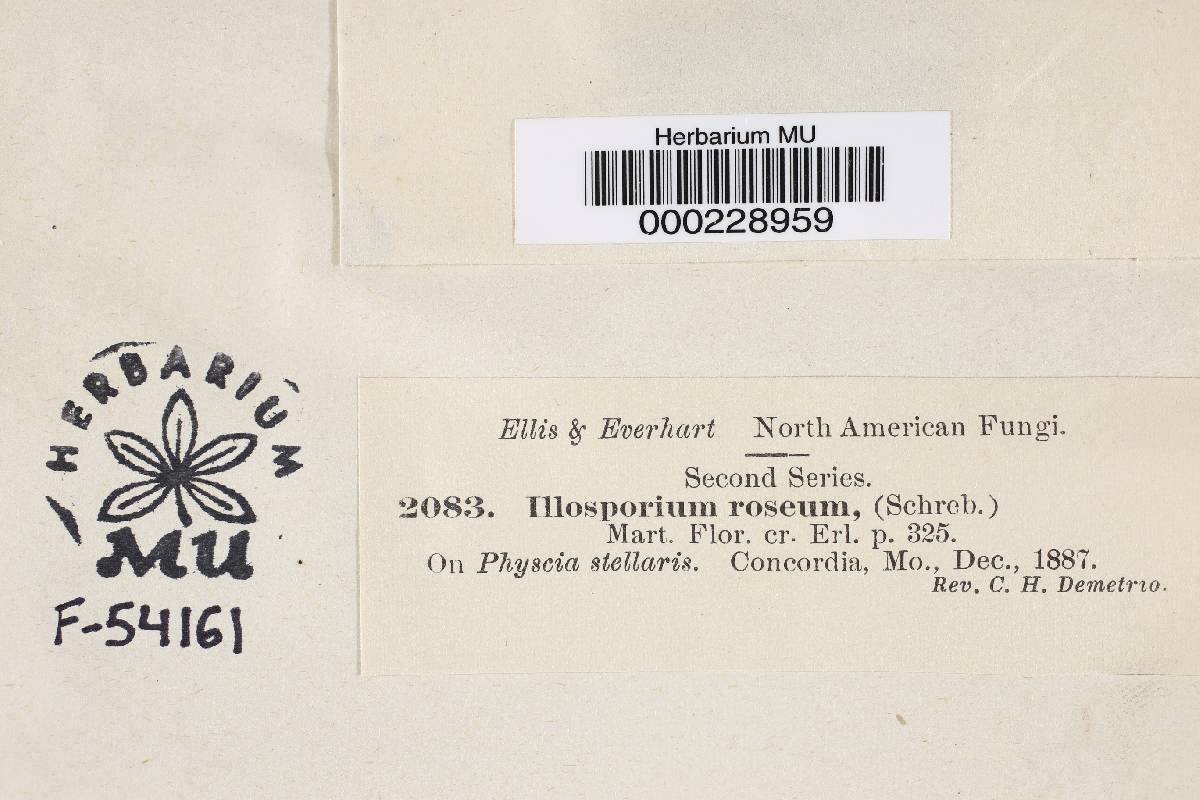 Herbarium MU
000228959
HERBARIUM
MU
F-54161
Ellis & Everhart North American Fungi.
Second Series.
2083. Illosporium roseum, (Schreb.)
Mart. Flor. cr. Erl. p. 325.
On Physcia stellaris. Concordia, Mo., Dec., 1887.
Rev. C. H. Demetrio.